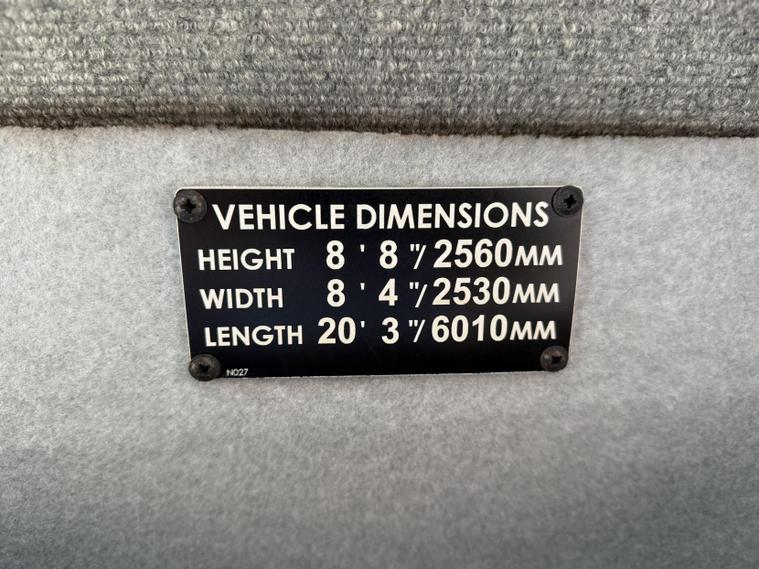 VEHICLE DIMENSIONS
HEIGHT 8 ' 8 "/ 2560MM
WIDTH 8 ' 4 "/ 2530MM
LENGTH 20 ' 3 "/ 6010MM
N027